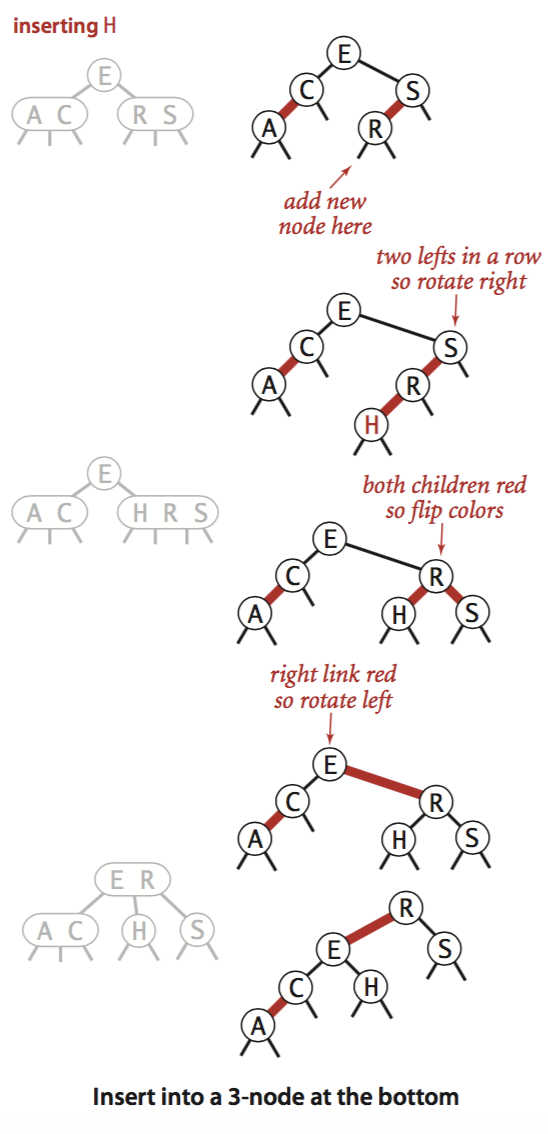 inserting H
E
A C
R S
E
C
S
A
R
add new
node here
two lefts in a row
so rotate right
E
C
S
A
R
H
E
A C
H R S
both children red
so flip colors
E
C
R
A
H
S
right link red
so rotate left
E
C
R
A
H
S
E R
A C
H
S
R
E
S
C
H
A
Insert into a 3-node at the bottom